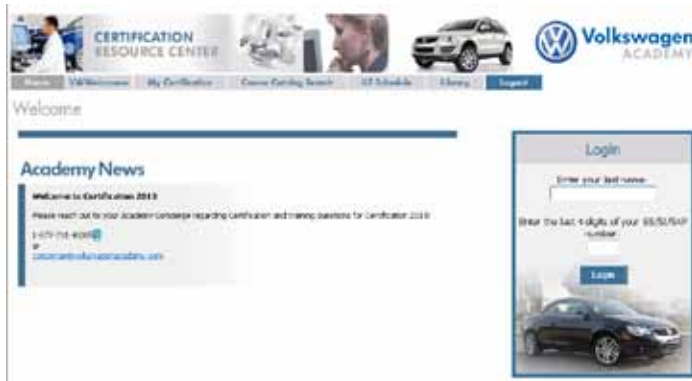 CERTIFICATION
RESOURCE CENTER
Volkswagen
ACADEMY
Home My Certification Course Catalog Search Schedule Library Logout
Welcome
Academy News
Welcome to Certification 2013
Please reach out to your Academy Concierge regarding Certification and training questions for Certification
or
Login
Enter your last name:
Enter the last 4 digits of your
number
Login